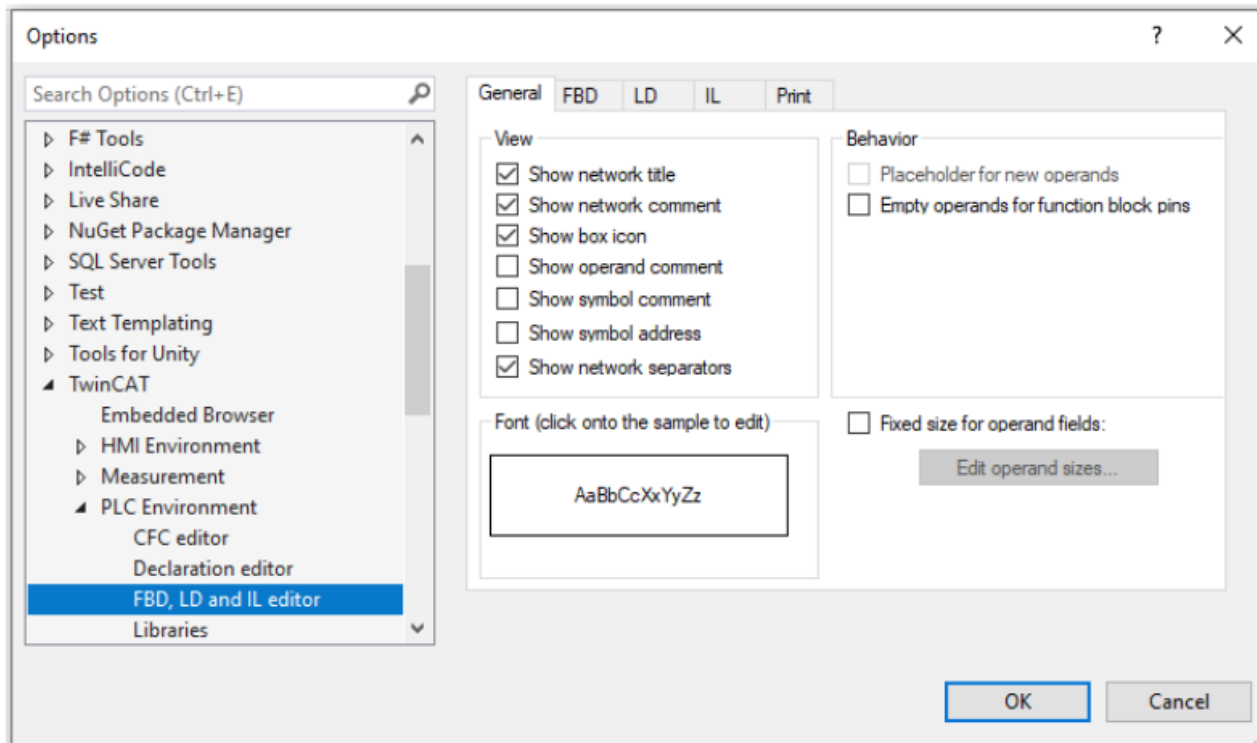 Options
?
Search Options (Ctrl+E)
F# Tools
IntelliCode
Live Share
NuGet Package Manager
SQL Server Tools
Test
Text Templating
Tools for Unity
TwinCAT
Embedded Browser
HMI Environment
Measurement
PLC Environment
CFC editor
Declaration editor
FBD, LD and IL editor
Libraries
General FBD LD IL Print
View
Show network title
Show network comment
Show box icon
Show operand comment
Show symbol comment
Show symbol address
Show network separators
Behavior
Placeholder for new operands
Empty operands for function block pins
Font (click onto the sample to edit)
AaBbCcXxYyZz
Fixed size for operand fields:
Edit operand sizes...
OK Cancel